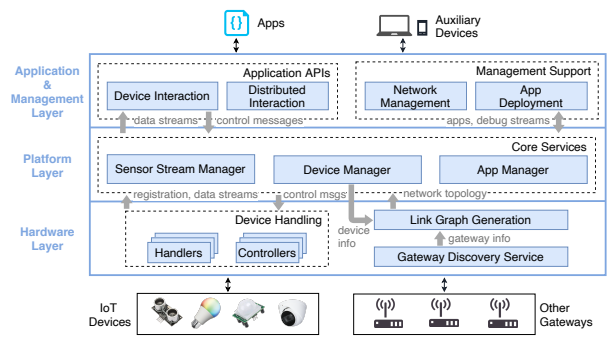 {} Apps
Auxiliary
Devices
Application
&
Management
Layer
Application APIs
Device Interaction
Distributed
Interaction
Management Support
Network
Management
App
Deployment
data streams
control messages
apps, debug streams
Platform
Layer
Core Services
Sensor Stream Manager
Device Manager
App Manager
registration, data streams
control msgs
network topology
Hardware
Layer
Device Handling
Handlers
Controllers
device
info
Link Graph Generation
gateway info
Gateway Discovery Service
IoT
Devices
Other
Gateways